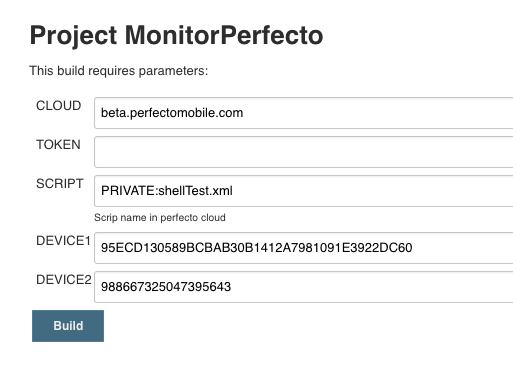 Project MonitorPerfecto
This build requires parameters:
CLOUD beta.perfectomobile.com
TOKEN
SCRIPT PRIVATE:shellTest.xml
Scrip name in perfecto cloud
DEVICE1 95ECD130589BCBAB30B1412A7981091E3922DC60
DEVICE2 988667325047395643
Build